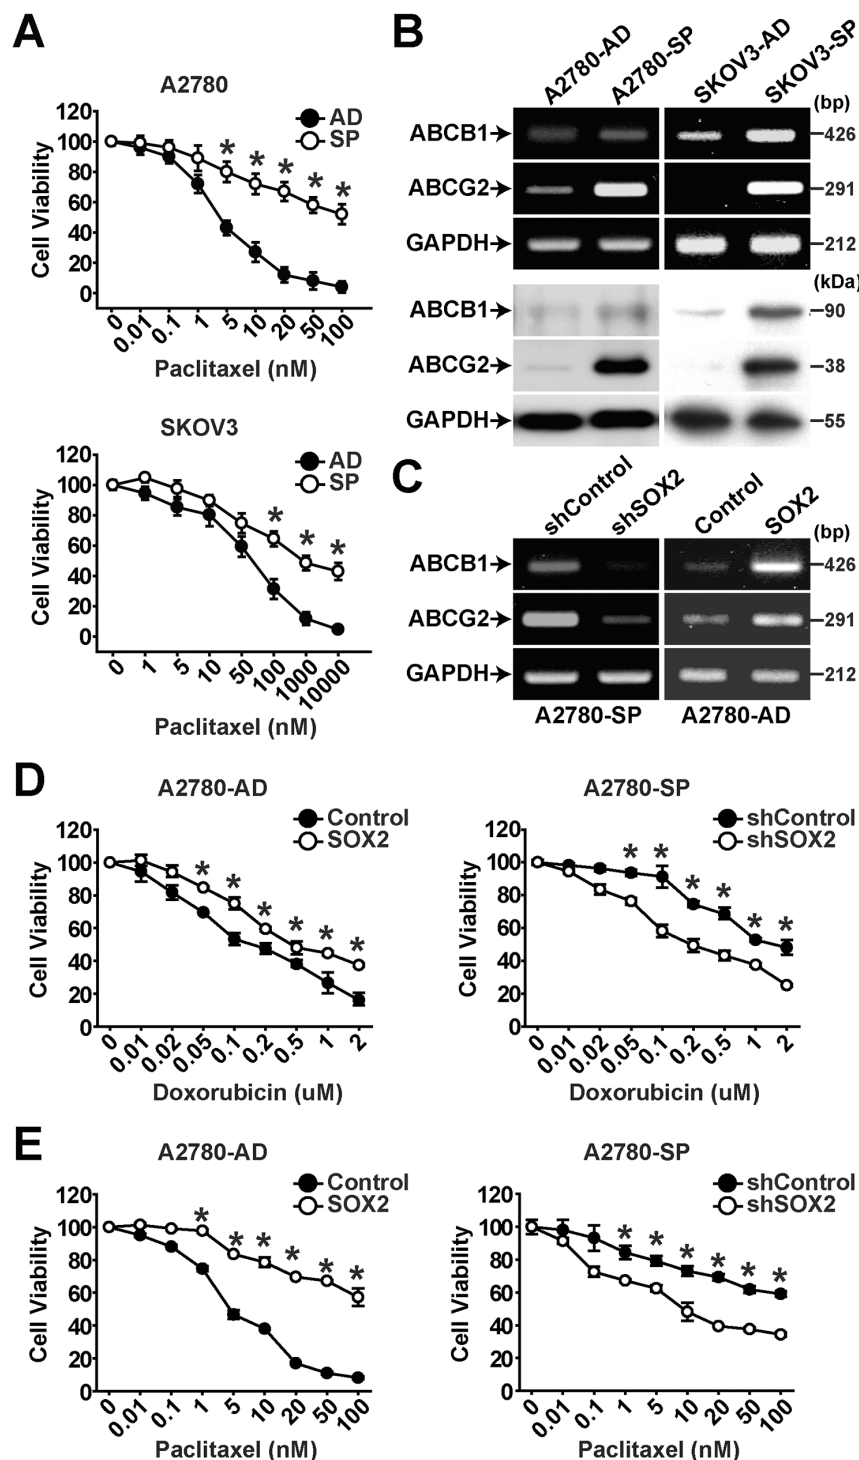 A
A2780
AD
SP
Cell Viability
120
100
80
60
40
20
0
* * * * *
0 0.01 0.1 1 5 10 20 50 100
Paclitaxel (nM)
SKOV3
AD
SP
Cell Viability
120
100
80
60
40
20
0
* * *
0 1 5 10 50 100 1000 10000
Paclitaxel (nM)
B
A2780-AD A2780-SP SKOV3-AD SKOV3-SP
(bp)
ABCB1 426
ABCG2 291
GAPDH 212
(kDa)
ABCB1 90
ABCG2 38
GAPDH 55
C
shControl shSOX2 Control SOX2
(bp)
ABCB1 426
ABCG2 291
GAPDH 212
A2780-SP A2780-AD
D
A2780-AD
Control
SOX2
Cell Viability
120
100
80
60
40
20
0
* * * * * *
0 0.01 0.02 0.05 0.1 0.2 0.5 1 2
Doxorubicin (uM)
A2780-SP
shControl
shSOX2
Cell Viability
120
100
80
60
40
20
0
* * * * * *
0 0.01 0.02 0.05 0.1 0.2 0.5 1 2
Doxorubicin (uM)
E
A2780-AD
Control
SOX2
Cell Viability
120
100
80
60
40
20
0
* * * * * *
0 0.01 0.1 1 5 10 20 50 100
Paclitaxel (nM)
A2780-SP
shControl
shSOX2
Cell Viability
120
100
80
60
40
20
0
* * * * * *
0 0.01 0.1 1 5 10 20 50 100
Paclitaxel (nM)